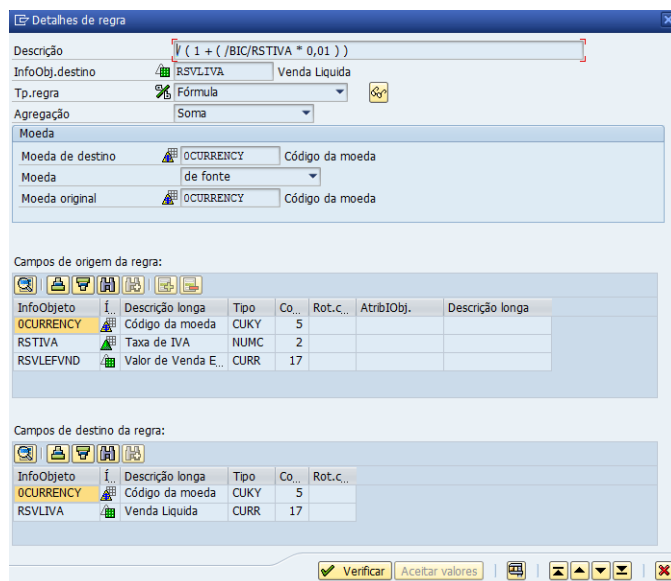 Detalhes de regra
Descrição / ( 1 + ( /BIC/RSTIVA * 0,01 ) )
InfoObj.destino RSVLIVA Venda Liquida
Tp.regra Fórmula
Agregação Soma
Moeda
Moeda de destino 0CURRENCY Código da moeda
Moeda de fonte
Moeda original 0CURRENCY Código da moeda
Campos de origem da regra:
InfoObjeto Í.. Descrição longa Tipo Co... Rot.c... AtribIObj. Descrição longa
0CURRENCY Código da moeda CUKY 5
RSTIVA Taxa de IVA NUMC 2
RSVLEFVND Valor de Venda E... CURR 17
Campos de destino da regra:
InfoObjeto Í.. Descrição longa Tipo Co... Rot.c...
0CURRENCY Código da moeda CUKY 5
RSVLIVA Venda Liquida CURR 17
Verificar Aceitar valores